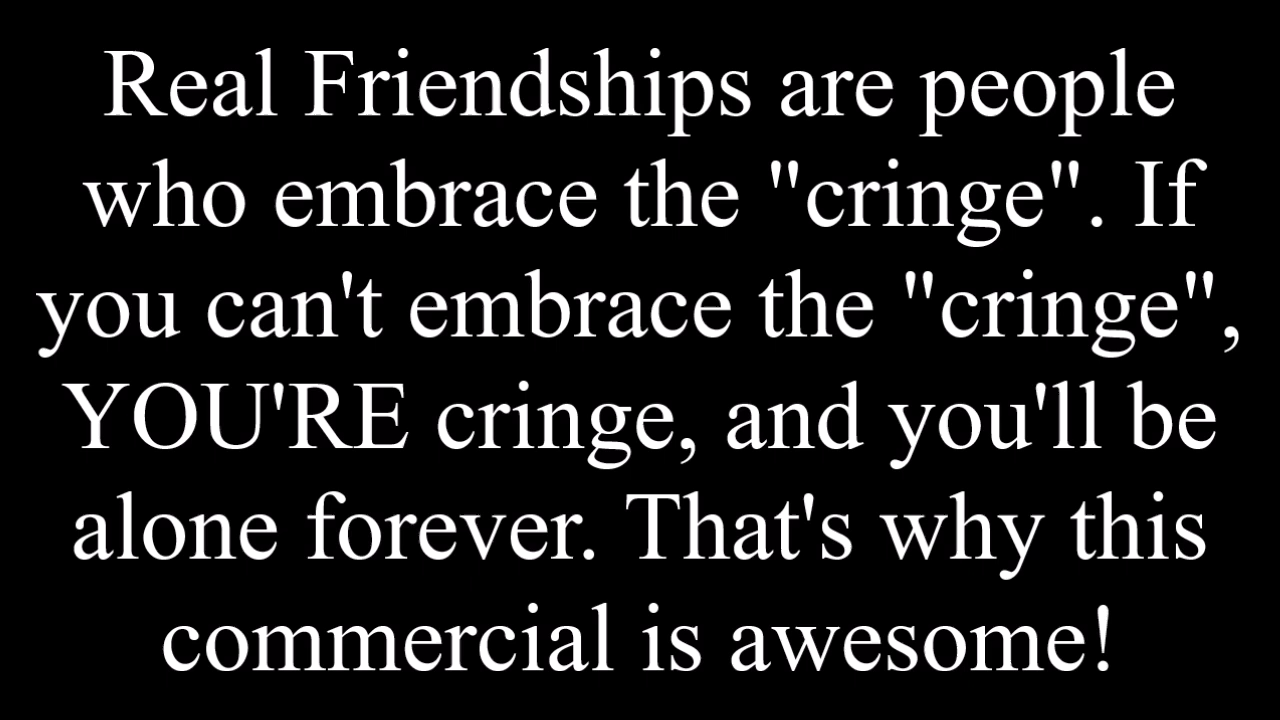 Real Friendships are people
who embrace the "cringe". If
you can't embrace the "cringe",
YOU'RE cringe, and you'll be
alone forever. That's why this
commercial is awesome!